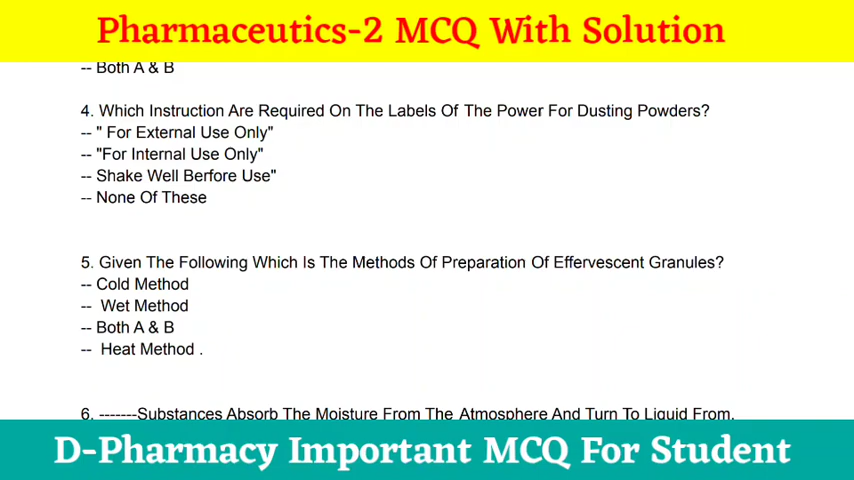 Pharmaceutics-2 MCQ With Solution
-- Both A & B
4. Which Instruction Are Required On The Labels Of The Power For Dusting Powders?
-- " For External Use Only"
-- "For Internal Use Only"
-- Shake Well Berfore Use"
-- None Of These
5. Given The Following Which Is The Methods Of Preparation Of Effervescent Granules?
-- Cold Method
-- Wet Method
-- Both A & B
-- Heat Method .
6. -------Substances Absorb The Moisture From The Atmosphere And Turn To Liquid From.
D-Pharmacy Important MCQ For Student